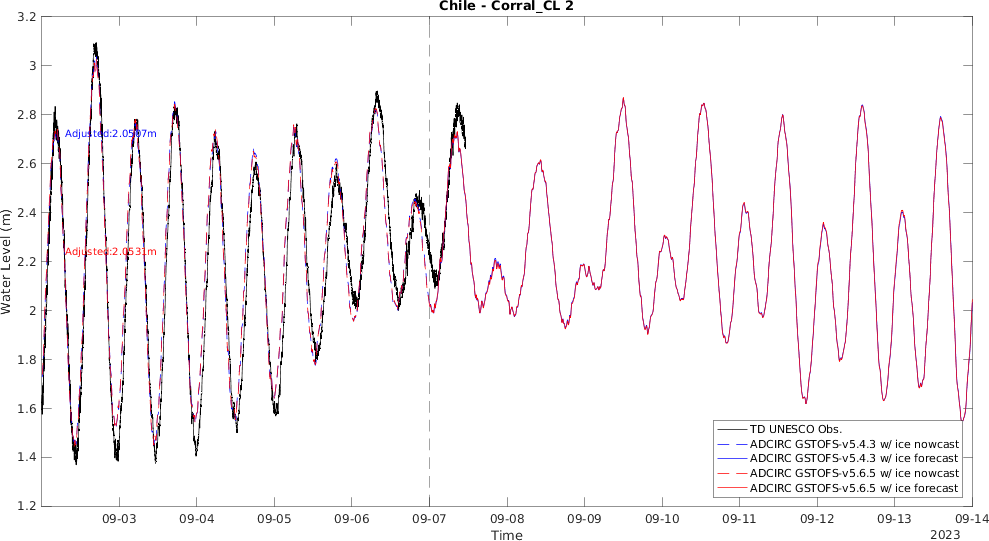 Chile - Corral_CL 2
3.2
3
2.8
2.6
2.4
2.2
2
1.8
1.6
1.4
1.2
Water Level (m)
Adjusted:2.0597m
Adjusted:2.0531m
TD UNESCO Obs.
ADCIRC GSTOFS-v5.4.3 w/ ice nowcast
ADCIRC GSTOFS-v5.4.3 w/ ice forecast
ADCIRC GSTOFS-v5.6.5 w/ ice nowcast
ADCIRC GSTOFS-v5.6.5 w/ ice forecast
09-03 09-04 09-05 09-06 09-07 09-08 09-09 09-10 09-11 09-12 09-13 09-14
Time
2023